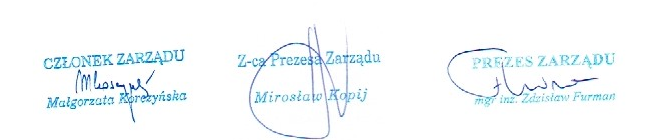 CZŁONEK ZARZĄDU
Małgorzata Korczyńska
Z-ca Prezesa Zarządu
Mirosław Kopij
PREZES ZARZĄDU
mgr inż. Zdzisław Furman